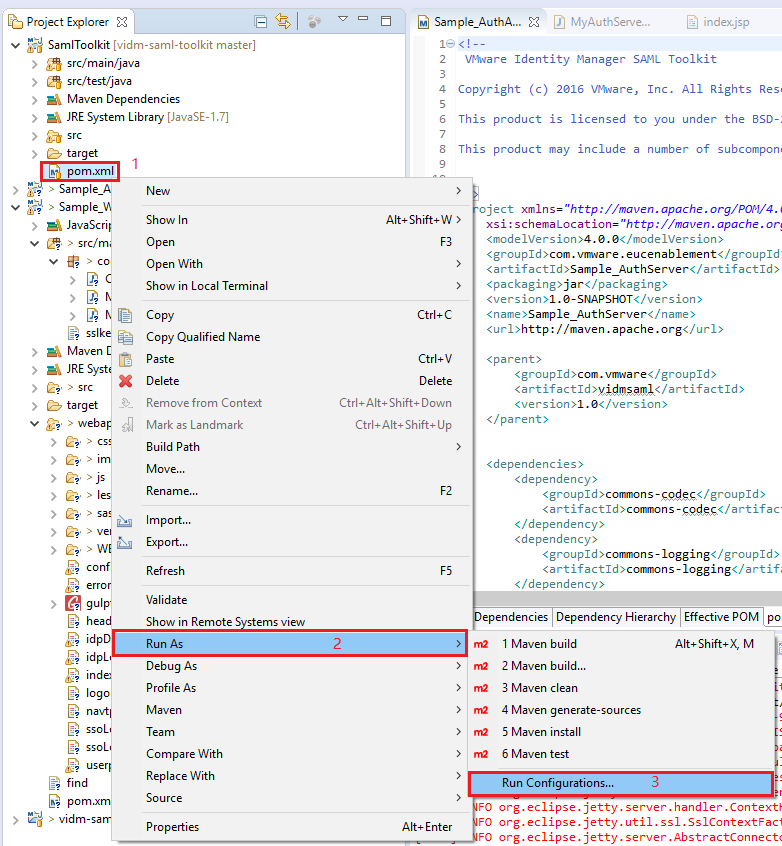 Project Explorer
SamlToolkit [vidm-saml-toolkit master]
src/main/java
src/test/java
Maven Dependencies
JRE System Library [JavaSE-1.7]
src
target
pom.xml
1
> Sample_A
> Sample_W
JavaScrip
> src/ma
> co
C
M
M
sslke
Maven D
JRE Syste
> src
target
> webap
> cs
> im
> js
> les
> sas
> ver
> WE
conf
error
gulp
head
idpD
idpL
index
logo
navt
ssoLo
ssoLo
userp
find
pom.xm
> vidm-sam
New
Show In Alt+Shift+W >
Open F3
Open With
Show in Local Terminal
Copy Ctrl+C
Copy Qualified Name
Paste Ctrl+V
Delete Delete
Remove from Context Ctrl+Alt+Shift+Down
Mark as Landmark Ctrl+Alt+Shift+Up
Build Path
Move...
Rename... F2
Import...
Export...
Refresh F5
Validate
Show in Remote Systems view
Run As 2
Debug As
Profile As
Maven
Team
Compare With
Replace With
Source
Properties Alt+Enter
m2 1 Maven build Alt+Shift+X, M
m2 2 Maven build...
m2 3 Maven clean
m2 4 Maven generate-sources
m2 5 Maven install
m2 6 Maven test
Run Configurations... 3
Sample_AuthA... MyAuthServe... index.jsp
1 <!--
2 VMware Identity Manager SAML Toolkit
3
4 Copyright (c) 2016 VMware, Inc. All Rights Rese
5
6 This product is licensed to you under the BSD-2
7
8 This product may include a number of subcompone
9
roject xmlns="http://maven.apache.org/POM/4.0
xsi:schemaLocation="http://maven.apache.org
<modelVersion>4.0.0</modelVersion>
<groupId>com.vmware.eucenablement</groupId>
<artifactId>Sample_AuthServer</artifactId>
<packaging>jar</packaging>
<version>1.0-SNAPSHOT</version>
<name>Sample_AuthServer</name>
<url>http://maven.apache.org</url>
<parent>
<groupId>com.vmware</groupId>
<artifactId>vidmsaml</artifactId>
<version>1.0</version>
</parent>
<dependencies>
<dependency>
<groupId>commons-codec</groupId>
<artifactId>commons-codec</artifac
</dependency>
<dependency>
<groupId>commons-logging</groupId>
<artifactId>commons-logging</artif
</dependency>
Dependencies Dependency Hierarchy Effective POM po
NFO org.eclipse.jetty.server.handler.ContextH
NFO org.eclipse.jetty.util.ssl.SslContextFact
NFO org.eclipse.jetty.server.AbstractConnecto